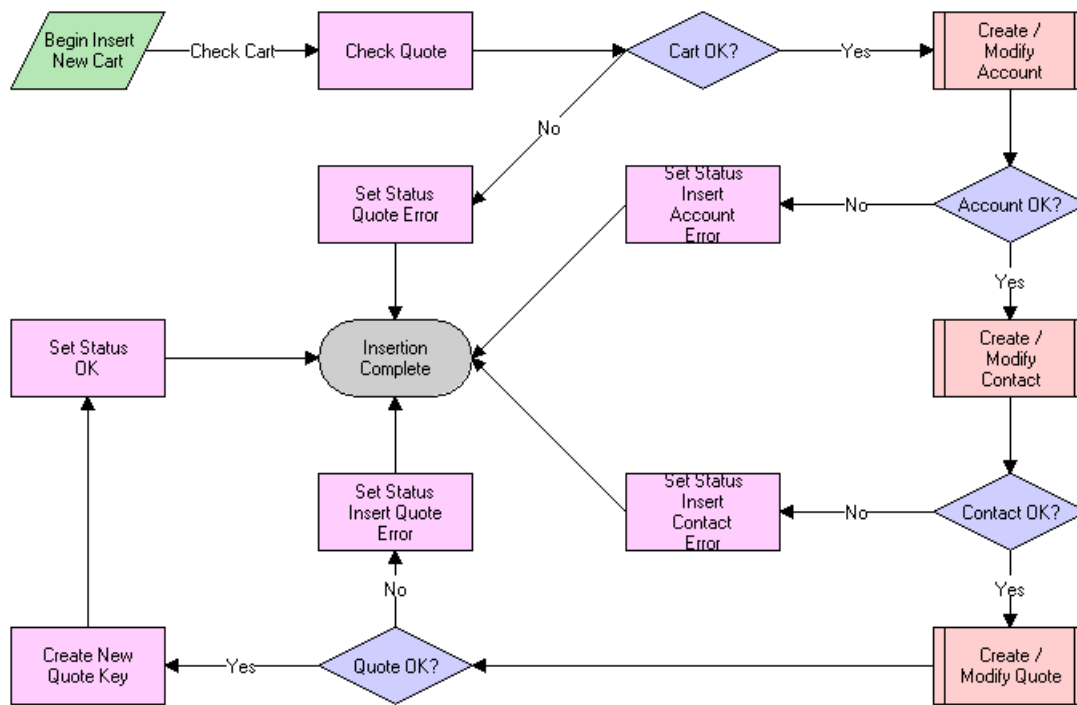 Begin Insert
New Cart
Check Cart
Check Quote
Cart OK?
Yes
Create /
Modify
Account
No
Set Status
Quote Error
Set Status
Insert
Account
Error
No
Account OK?
Yes
Set Status
OK
Insertion
Complete
Create /
Modify
Contact
Set Status
Insert Quote
Error
Set Status
Insert
Contact
Error
No
Contact OK?
No
Yes
Create New
Quote Key
Yes
Quote OK?
Create /
Modify Quote